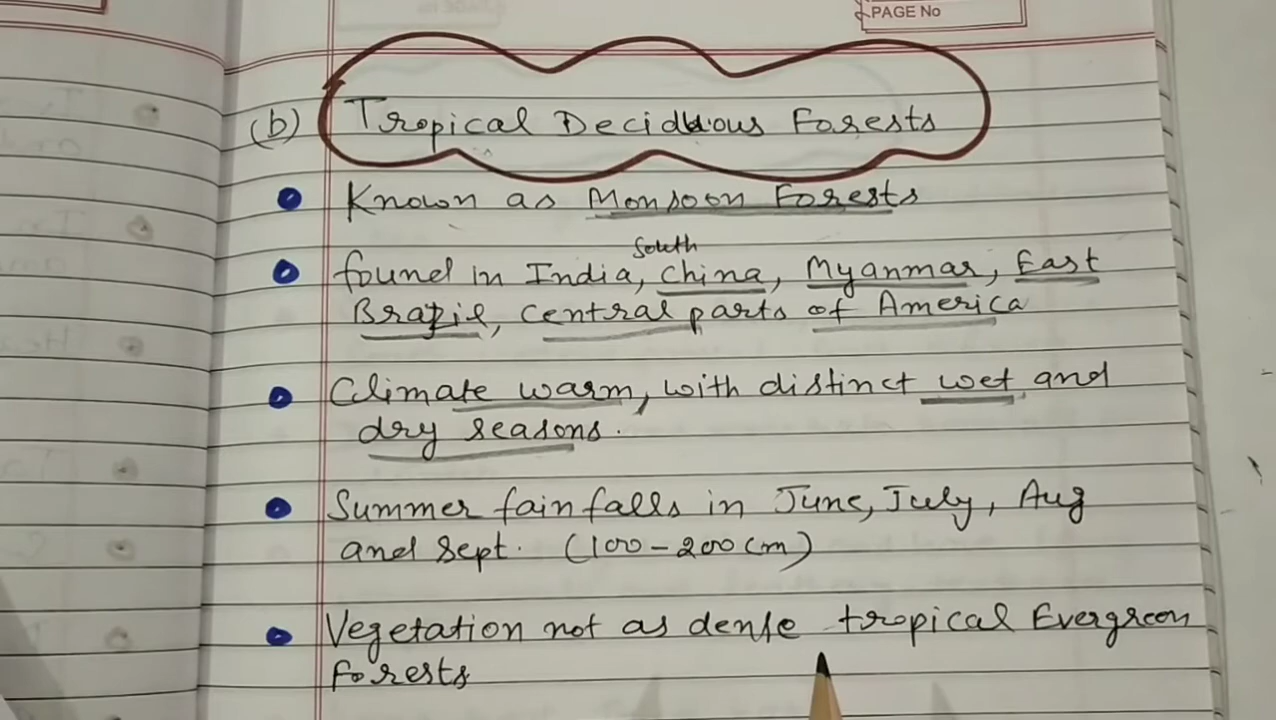 PAGE No
(b) Tropical Deciduous Forests
• Known as Monsoon Forests
South
• found in India, China, Myanmar, East
Brazil, central parts of America
• Climate warm, with distinct wet and
dry seasons.
• Summer fainfalls in June, July, Aug
and Sept. (100-200 cm)
• Vegetation not as dense tropical Evergreen
Forests